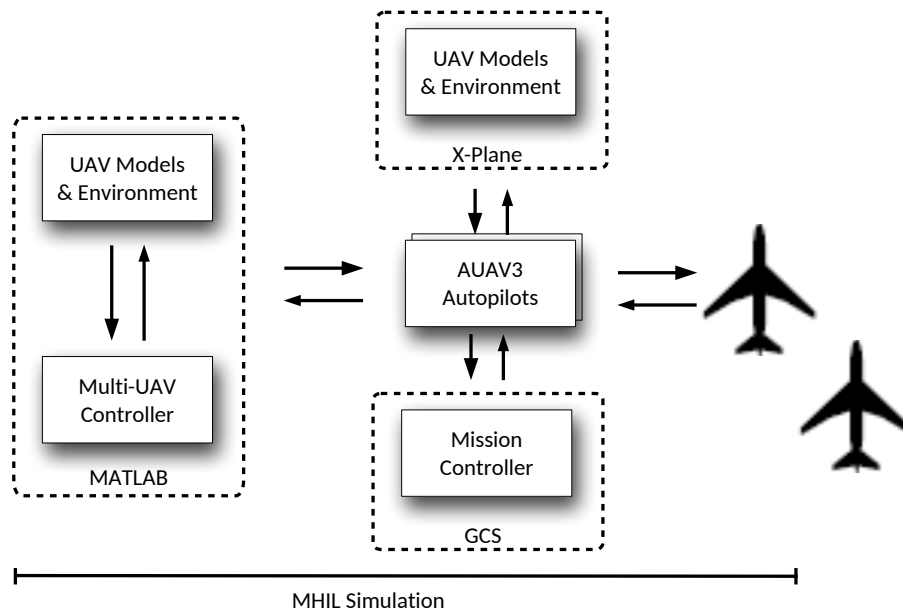 UAV Models
& Environment
X-Plane
UAV Models
& Environment
Multi-UAV
Controller
MATLAB
AUAV3
Autopilots
Mission
Controller
GCS
MHIL Simulation